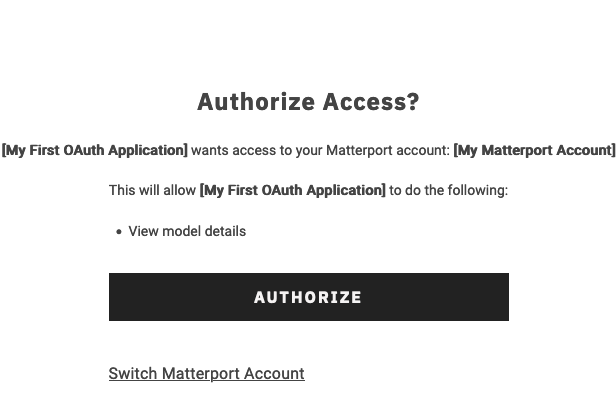 Authorize Access?
[My First OAuth Application] wants access to your Matterport account: [My Matterport Account]
This will allow [My First OAuth Application] to do the following:
• View model details
AUTHORIZE
Switch Matterport Account